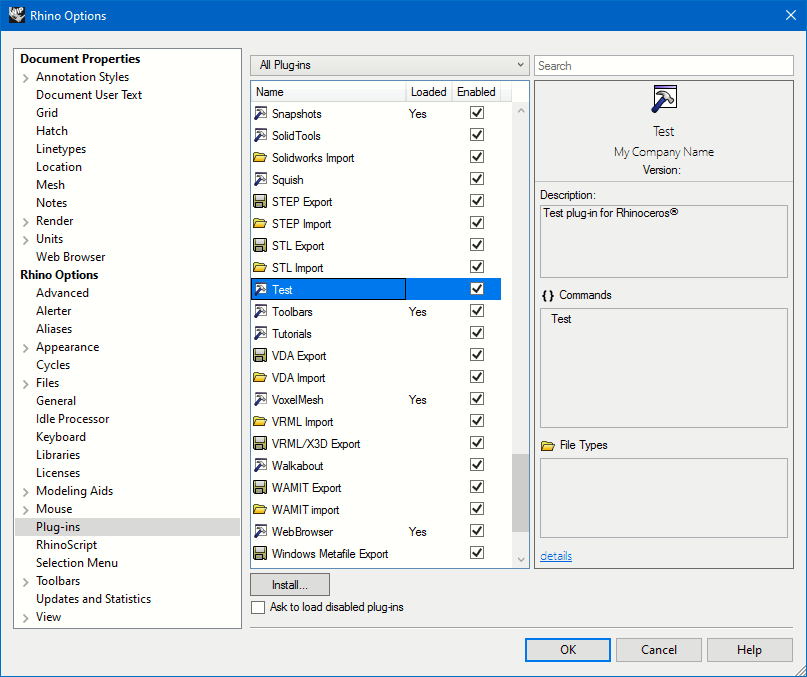 Rhino Options
Document Properties
Annotation Styles
Document User Text
Grid
Hatch
Linetypes
Location
Mesh
Notes
Render
Units
Web Browser
Rhino Options
Advanced
Alerter
Aliases
Appearance
Cycles
Files
General
Idle Processor
Keyboard
Libraries
Licenses
Modeling Aids
Mouse
Plug-ins
RhinoScript
Selection Menu
Toolbars
Updates and Statistics
View
All Plug-ins
Name Loaded Enabled
Snapshots Yes
SolidTools
Solidworks Import
Squish
STEP Export
STEP Import
STL Export
STL Import
Test
Toolbars Yes
Tutorials
VDA Export
VDA Import
VoxelMesh Yes
VRML Import
VRML/X3D Export
Walkabout
WAMIT Export
WAMIT import
WebBrowser Yes
Windows Metafile Export
Install...
Ask to load disabled plug-ins
Search
Test
My Company Name
Version:
Description:
Test plug-in for Rhinoceros®
{} Commands
Test
File Types
details
OK Cancel Help